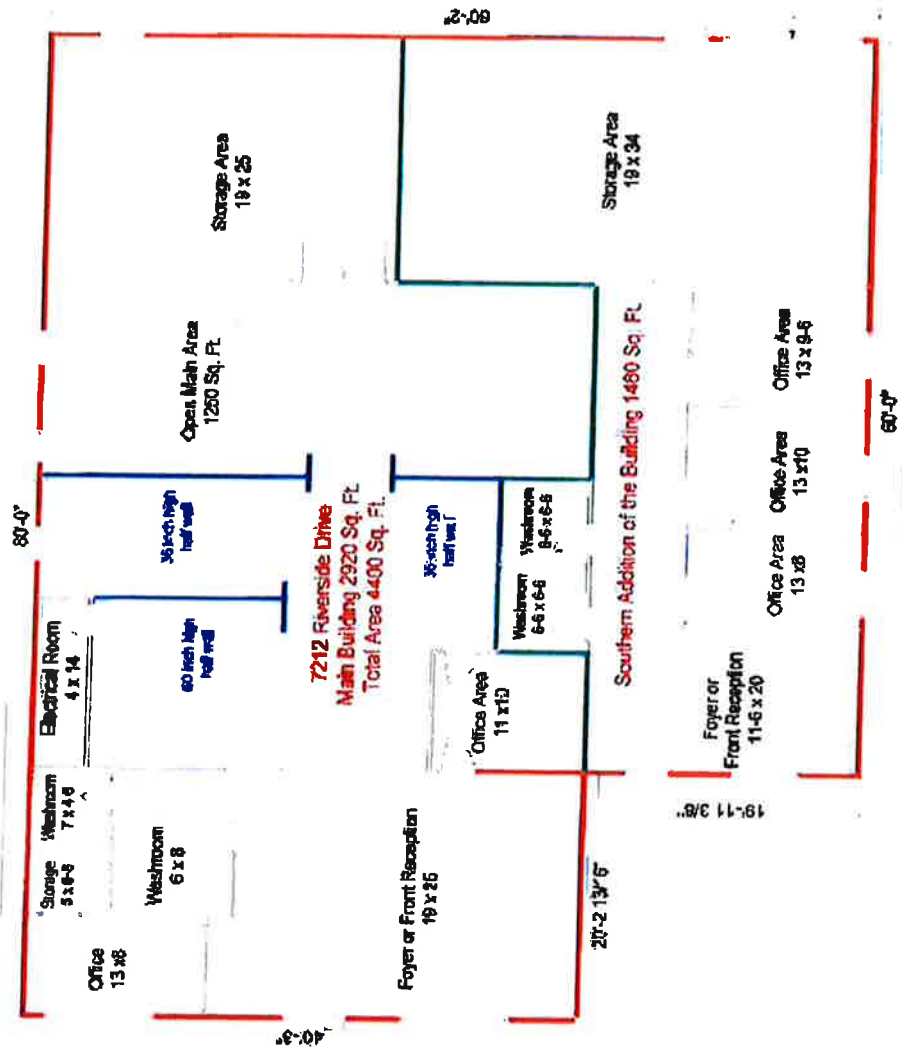 60'-2"
80'-0"
Storage Area
19 x 25
Open Main Area
1260 Sq. Ft.
36 inch high
half wall
60 inch high
half wall
Electrical Room
4 x 14
Washroom
7 x 4-6
Storage
5 x 6-6
Washroom
6 x 8
Office
13 x8
7212 Riverside Drive
Main Building 2920 Sq. Ft.
Total Area 4400 Sq. Ft.
36 inch high
half wall
Washroom
6-6 x 6-6
Washroom
6-6 x 6-6
Office Area
11 x10
Foyer or Front Reception
19 x 25
40'-3"
20'-2 13/16"
Storage Area
19 x 34
Southern Addition of the Building 1480 Sq. Ft.
Office Area
13 x 9-6
Office Area
13 x10
Office Area
13 x8
Foyer or
Front Reception
11-6 x 20
19'-11 3/8"
60'-0"